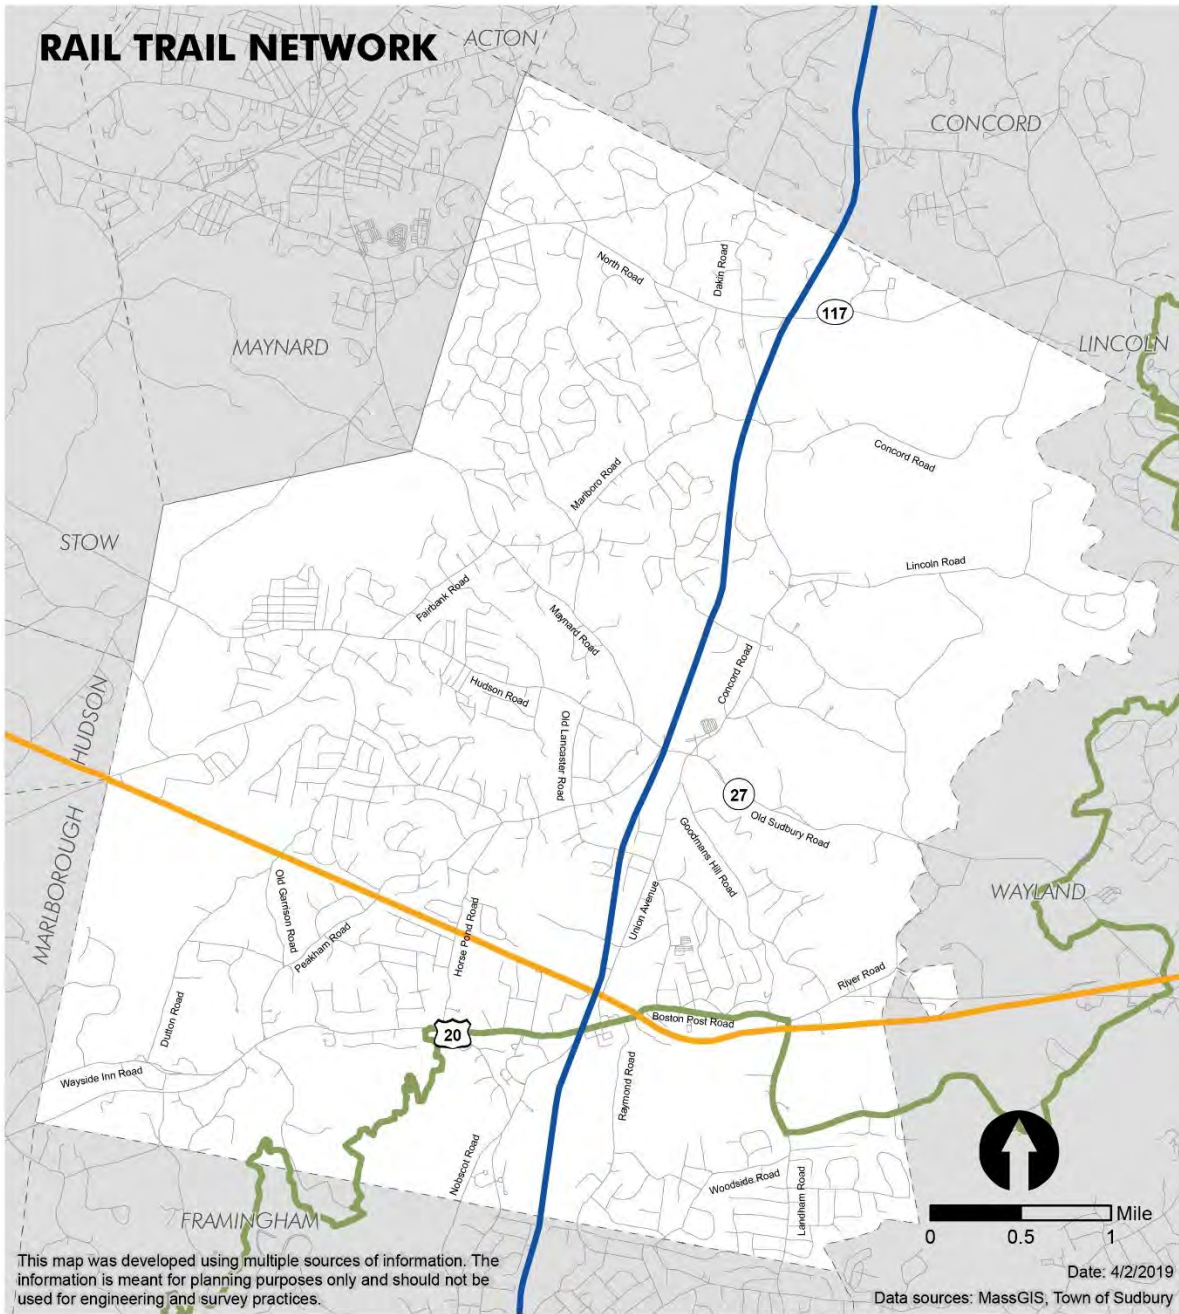 RAIL TRAIL NETWORK
ACTON
CONCORD
North Road
Dakin Road
117
MAYNARD
LINCOLN
Concord Road
Marlboro Road
STOW
Lincoln Road
Fairbank Road
Maynard Road
Concord Road
Hudson Road
HUDSON
Old Lancaster Road
27
Old Sudbury Road
Goodmans Hill Road
MARLBOROUGH
WAYLAND
Old Garrison Road
Union Avenue
Horse Pond Road
Peakham Road
River Road
Dutton Road
Boston Post Road
20
Wayside Inn Road
Raymond Road
Nobscot Road
Woodside Road
Landham Road
FRAMINGHAM
Mile
0 0.5 1
This map was developed using multiple sources of information. The
information is meant for planning purposes only and should not be
used for engineering and survey practices.
Date: 4/2/2019
Data sources: MassGIS, Town of Sudbury